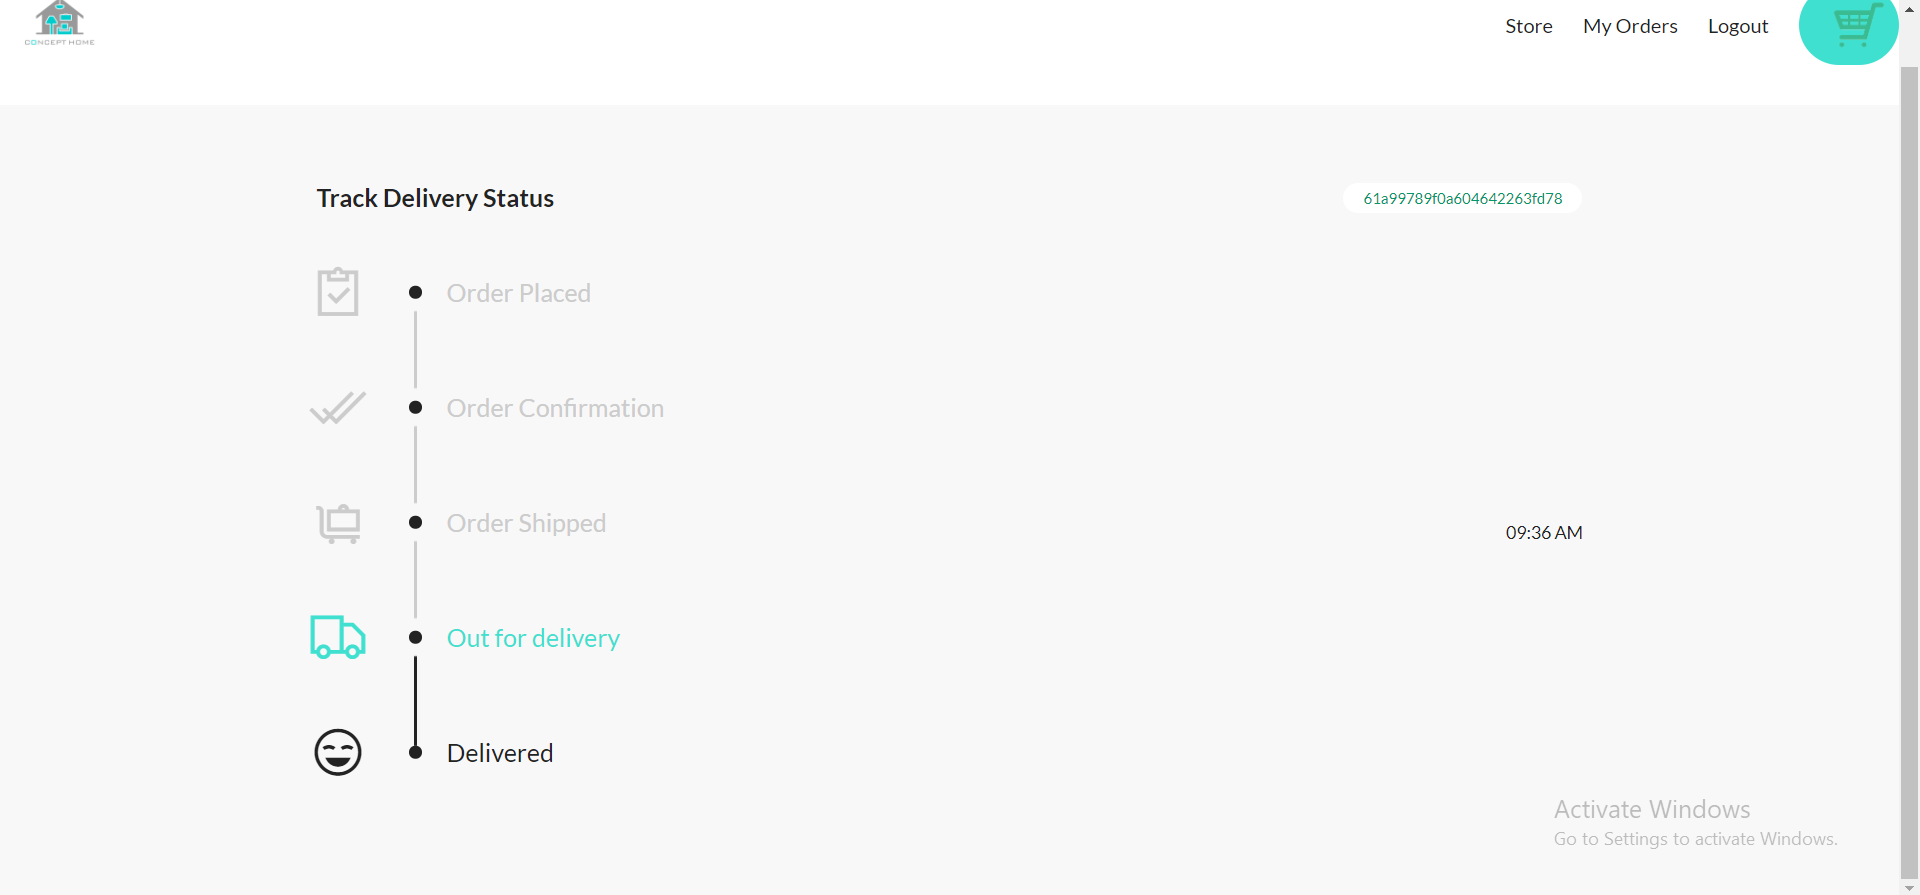 CONCEPT HOME
Store
My Orders
Logout
Track Delivery Status
61a99789f0a604642263fd78
Order Placed
Order Confirmation
Order Shipped
09:36 AM
Out for delivery
Delivered
Activate Windows
Go to Settings to activate Windows.